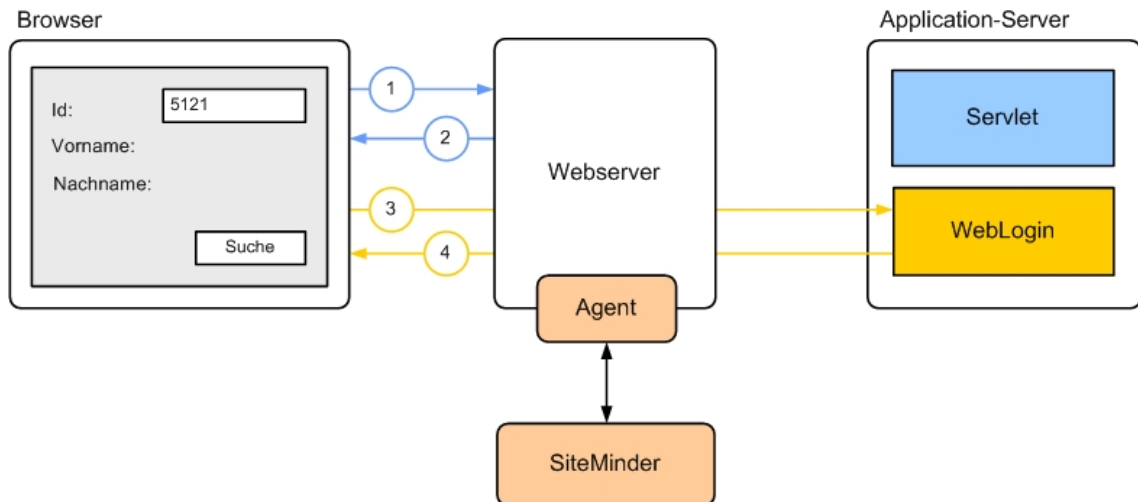 Browser
Application-Server
Id:
5121
Vorname:
Nachname:
Suche
1
2
3
4
Webserver
Agent
SiteMinder
Servlet
WebLogin